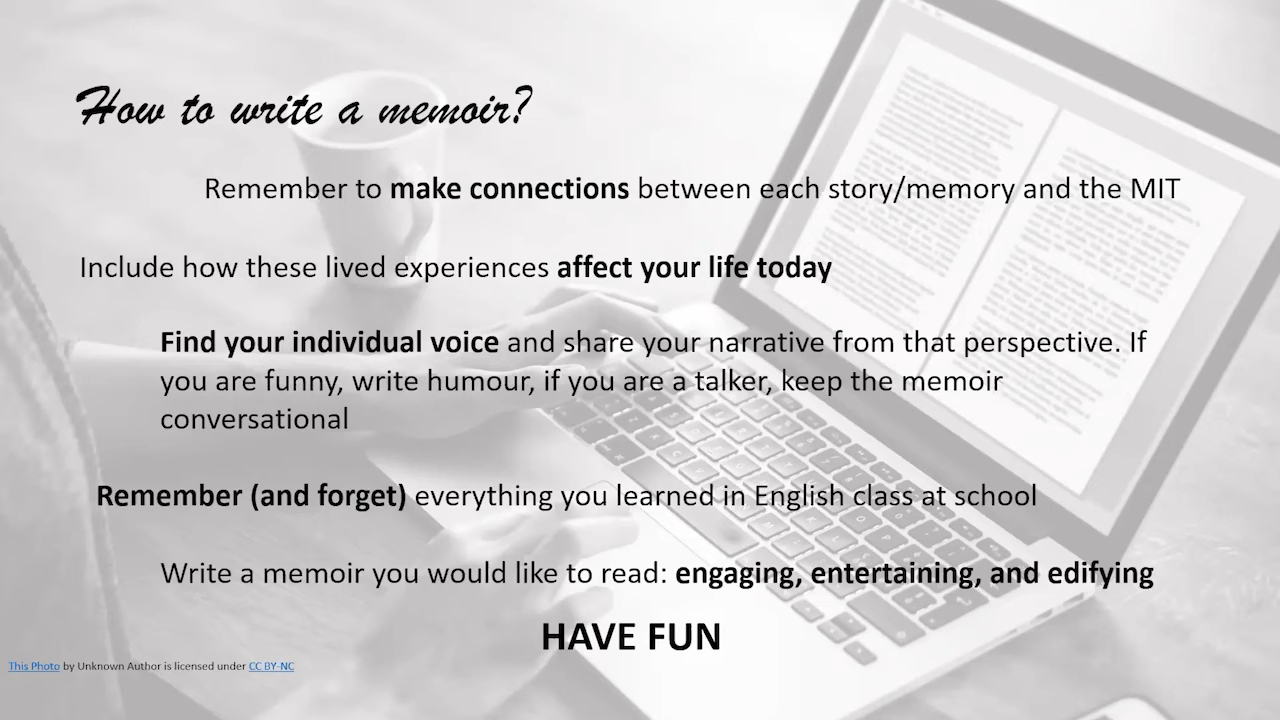 How to write a memoir?
Remember to make connections between each story/memory and the MIT
Include how these lived experiences affect your life today
Find your individual voice and share your narrative from that perspective. If
you are funny, write humour, if you are a talker, keep the memoir
conversational
Remember (and forget) everything you learned in English class at school
Write a memoir you would like to read: engaging, entertaining, and edifying
HAVE FUN
This Photo by Unknown Author is licensed under CC BY-NC